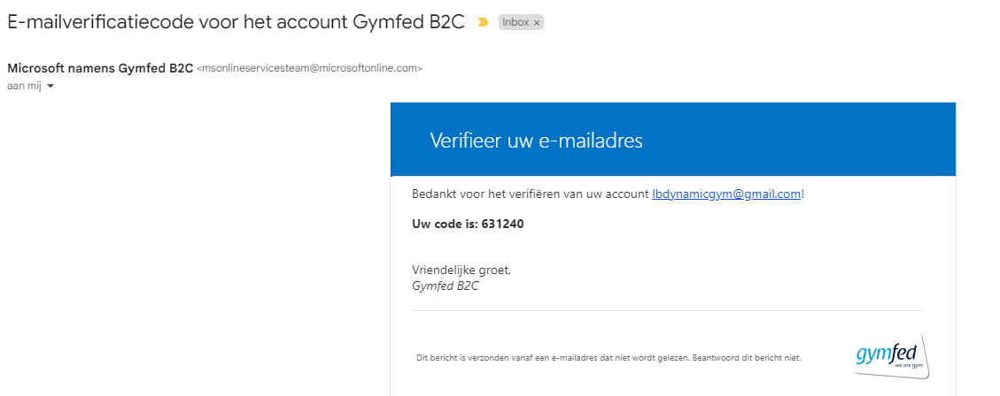 E-mailverificatiecode voor het account Gymfed B2C Inbox ×
Microsoft namens Gymfed B2C <msonlineservicesteam@microsoftonline.com>
aan mij
Verifieer uw e-mailadres
Bedankt voor het verifiëren van uw account lbdynamicgym@gmail.com!
Uw code is: 631240
Vriendelijke groet,
Gymfed B2C
Dit bericht is verzonden vanaf een e-mailadres dat niet wordt gelezen. Beantwoord dit bericht niet.
gymfed
we are gym